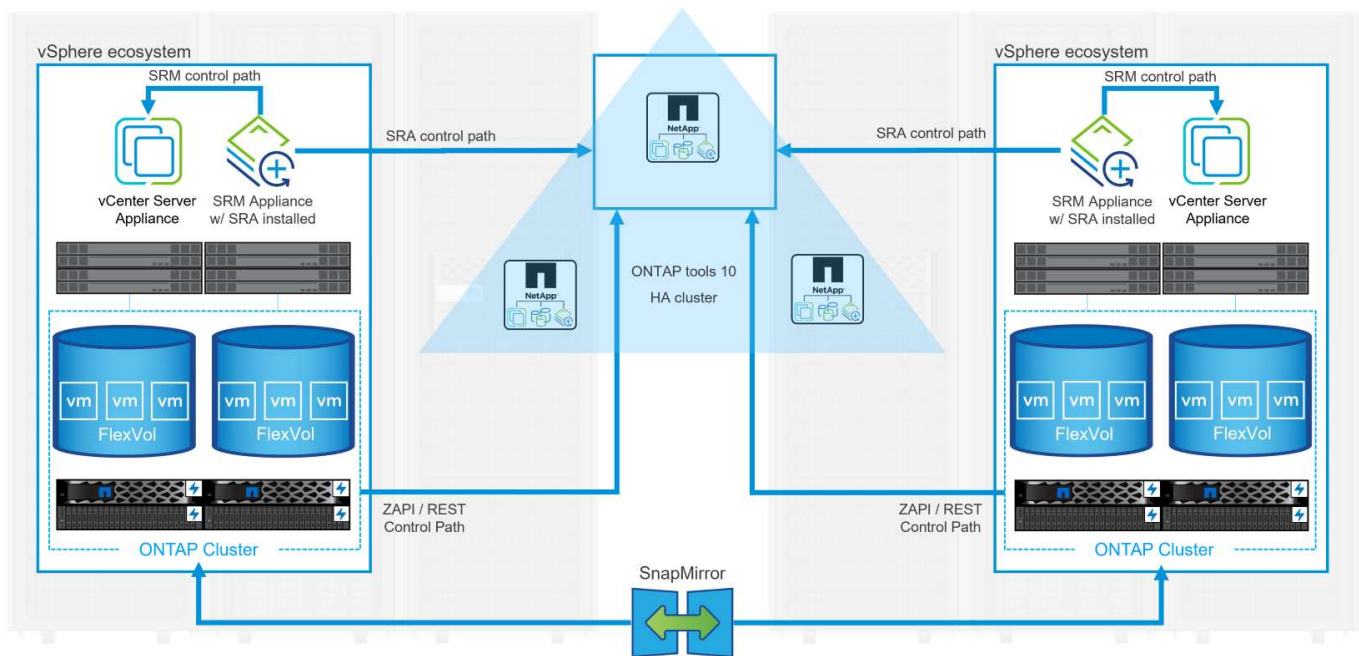 vSphere ecosystem
SRM control path
vCenter Server
Appliance
SRM Appliance
w/ SRA installed
SRA control path
vm vm vm
FlexVol
vm vm vm
FlexVol
ONTAP Cluster
ZAPI / REST
Control Path
NetApp
NetApp
ONTAP tools 10
HA cluster
NetApp
SnapMirror
vSphere ecosystem
SRM control path
SRA control path
SRM Appliance
w/ SRA installed
vCenter Server
Appliance
vm vm vm
FlexVol
vm vm vm
FlexVol
ZAPI / REST
Control Path
ONTAP Cluster